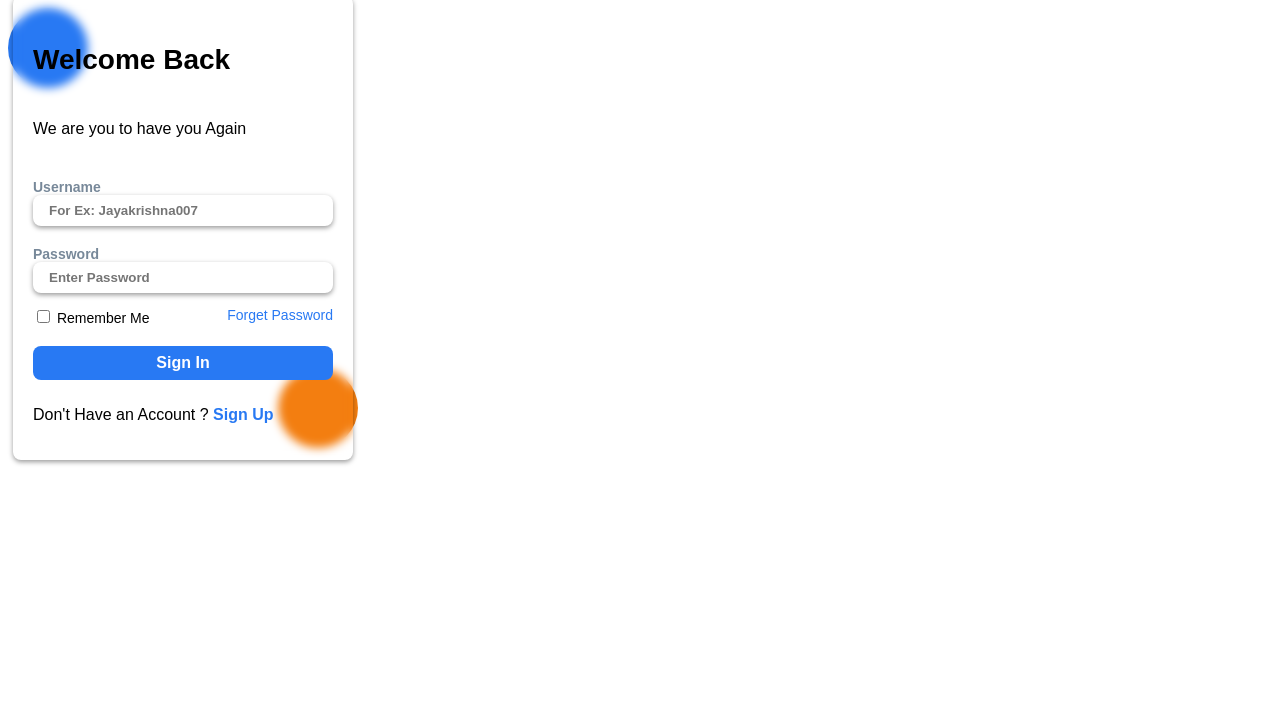 Welcome Back
We are you to have you Again
Username
For Ex: Jayakrishna007
Password
Enter Password
Remember Me
Forget Password
Sign In
Don't Have an Account ? Sign Up